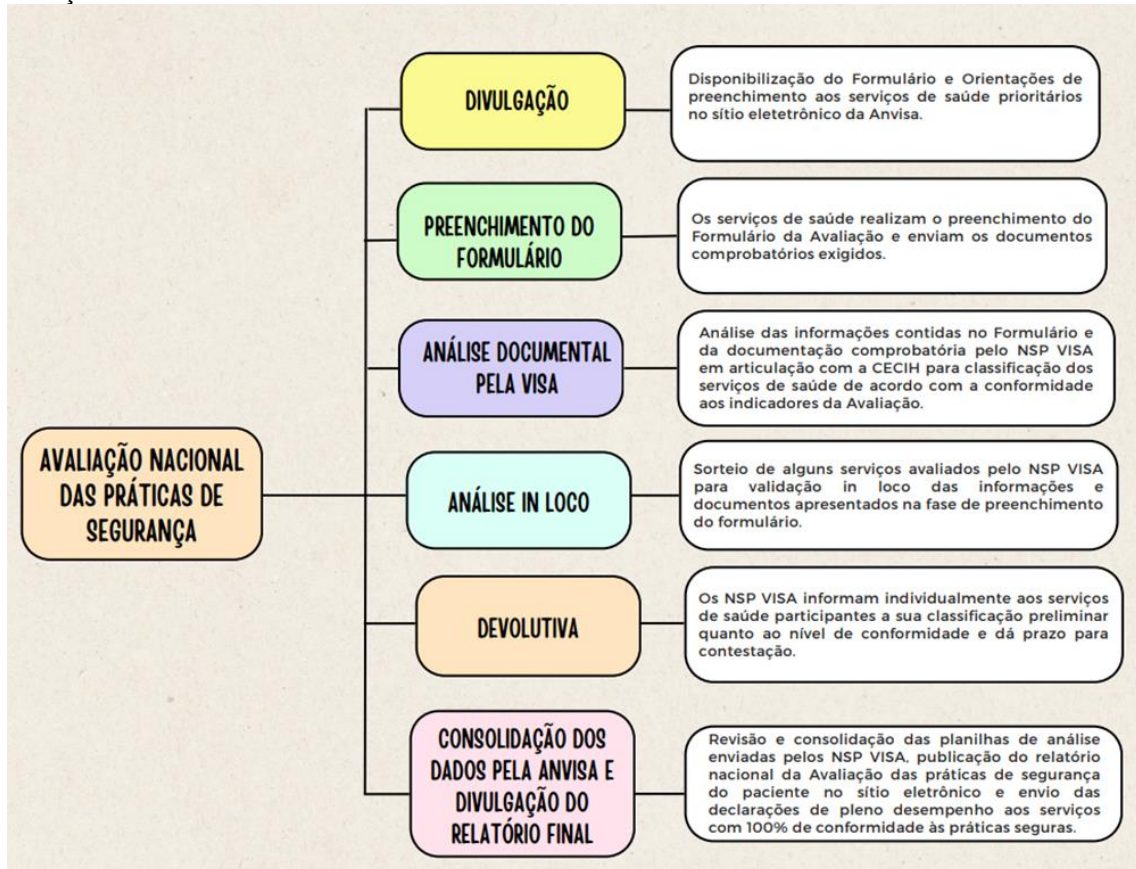 DIVULGAÇÃO
Disponibilização do Formulário e Orientações de
preenchimento aos serviços de saúde prioritários
no sítio eletetrônico da Anvisa.
PREENCHIMENTO DO
FORMULÁRIO
Os serviços de saúde realizam o preenchimento do
Formulário da Avaliação e enviam os documentos
comprobatórios exigidos.
ANÁLISE DOCUMENTAL
PELA VISA
Análise das informações contidas no Formulário e
da documentação comprobatória pelo NSP VISA
em articulação com a CECIH para classificação dos
serviços de saúde de acordo com a conformidade
aos indicadores da Avaliação.
AVALIAÇÃO NACIONAL
DAS PRÁTICAS DE
SEGURANÇA
ANÁLISE IN LOCO
Sorteio de alguns serviços avaliados pelo NSP VISA
para validação in loco das informações e
documentos apresentados na fase de preenchimento
do formulário.
DEVOLUTIVA
Os NSP VISA informam individualmente aos serviços
de saúde participantes a sua classificação preliminar
quanto ao nível de conformidade e dá prazo para
contestação.
CONSOLIDAÇÃO DOS
DADOS PELA ANVISA E
DIVULGAÇÃO DO
RELATÓRIO FINAL
Revisão e consolidação das planilhas de análise
enviadas pelos NSP VISA, publicação do relatório
nacional da Avaliação das práticas de segurança
do paciente no sítio eletrônico e envio das
declarações de pleno desempenho aos serviços
com 100% de conformidade às práticas seguras.